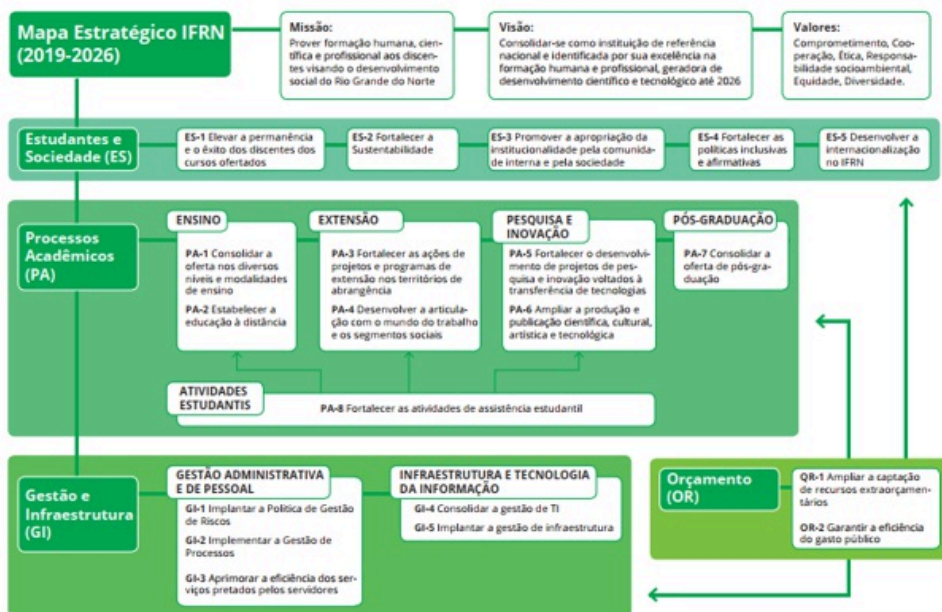 Mapa Estratégico IFRN
(2019-2026)
Missão:
Prover formação humana, cien-
tífica e profissional aos discen-
tes visando o desenvolvimento
social do Rio Grande do Norte
Visão:
Consolidar-se como instituição de referência
nacional e identificada por sua excelência na
formação humana e profissional, geradora de
desenvolvimento científico e tecnológico até 2026
Valores:
Comprometimento, Coo-
peração, Ética, Responsa-
bilidade socioambiental,
Equidade, Diversidade.
Estudantes e
Sociedade (ES)
ES-1 Elevar a permanência
e o êxito dos discentes dos
cursos ofertados
ES-2 Fortalecer a
Sustentabilidade
ES-3 Promover a apropriação da
institucionalidade pela comunida-
de interna e pela sociedade
ES-4 Fortalecer as
políticas inclusivas
e afirmativas
ES-5 Desenvolver a
internacionalização
no IFRN
Processos
Acadêmicos
(PA)
ENSINO
PA-1 Consolidar a
oferta nos diversos
níveis e modalidades
de ensino
PA-2 Estabelecer a
educação à distância
EXTENSÃO
PA-3 Fortalecer as ações de
projetos e programas de
extensão nos territórios de
abrangência
PA-4 Desenvolver a articula-
ção com o mundo do trabalho
e os segmentos sociais
PESQUISA E
INOVAÇÃO
PA-5 Fortalecer o desenvolvi-
mento de projetos de pes-
quisa e inovação voltados à
transferência de tecnologias
PA-6 Ampliar a produção e
publicação científica, cultural,
artística e tecnológica
PÓS-GRADUAÇÃO
PA-7 Consolidar a
oferta de pós-gra-
duação
ATIVIDADES
ESTUDANTIS
PA-8 Fortalecer as atividades de assistência estudantil
Gestão e
Infraestrutura
(GI)
GESTÃO ADMINISTRATIVA
E DE PESSOAL
GI-1 Implantar a Política de Gestão
de Riscos
GI-2 Implementar a Gestão de
Processos
GI-3 Aprimorar a eficiência dos ser-
viços pretados pelos servidores
INFRAESTRUTURA E TECNOLOGIA
DA INFORMAÇÃO
GI-4 Consolidar a gestão de TI
GI-5 Implantar a gestão de infraestrutura
Orçamento
(OR)
OR-1 Ampliar a captação
de recursos extraorçamen-
tários
OR-2 Garantir a eficiência
do gasto público